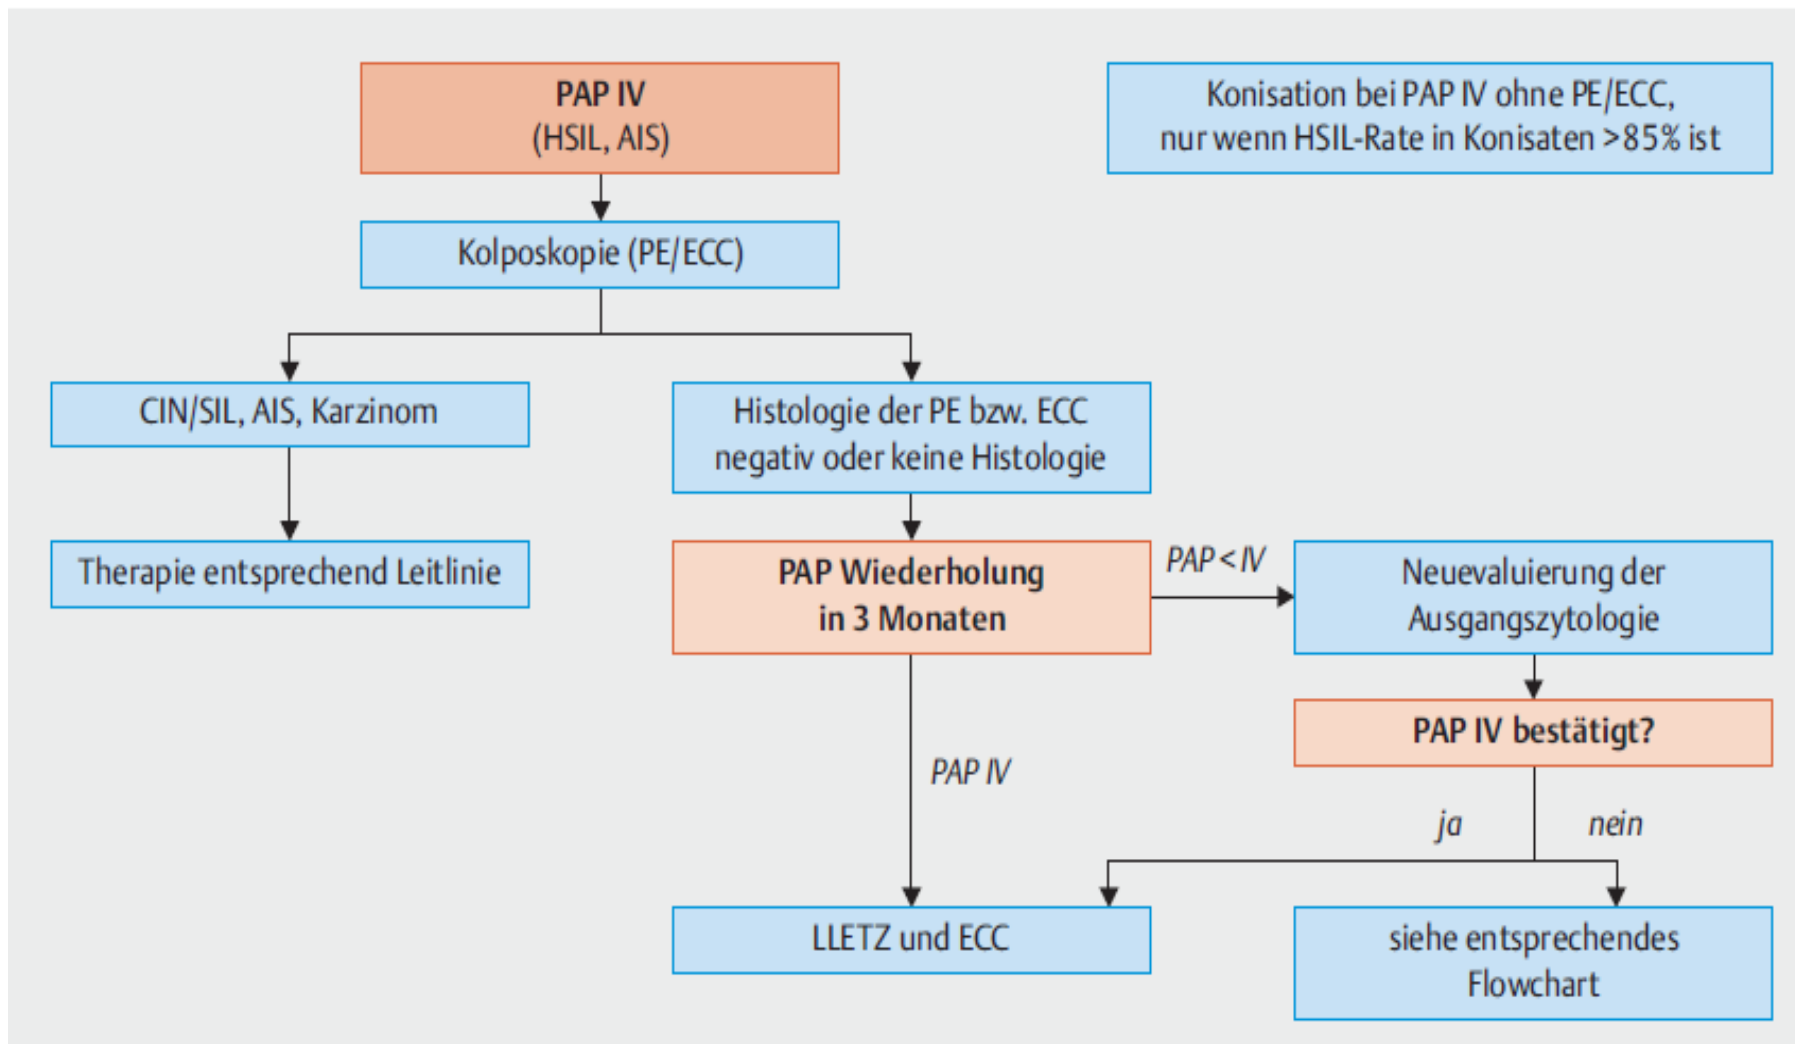 PAP IV
(HSIL, AIS)
Konisation bei PAP IV ohne PE/ECC,
nur wenn HSIL-Rate in Konisaten >85% ist
Kolposkopie (PE/ECC)
CIN/SIL, AIS, Karzinom
Histologie der PE bzw. ECC
negativ oder keine Histologie
Therapie entsprechend Leitlinie
PAP Wiederholung
in 3 Monaten
PAP < IV
Neuevaluierung der
Ausgangszytologie
PAP IV bestätigt?
PAP IV
ja
nein
LLETZ und ECC
siehe entsprechendes
Flowchart